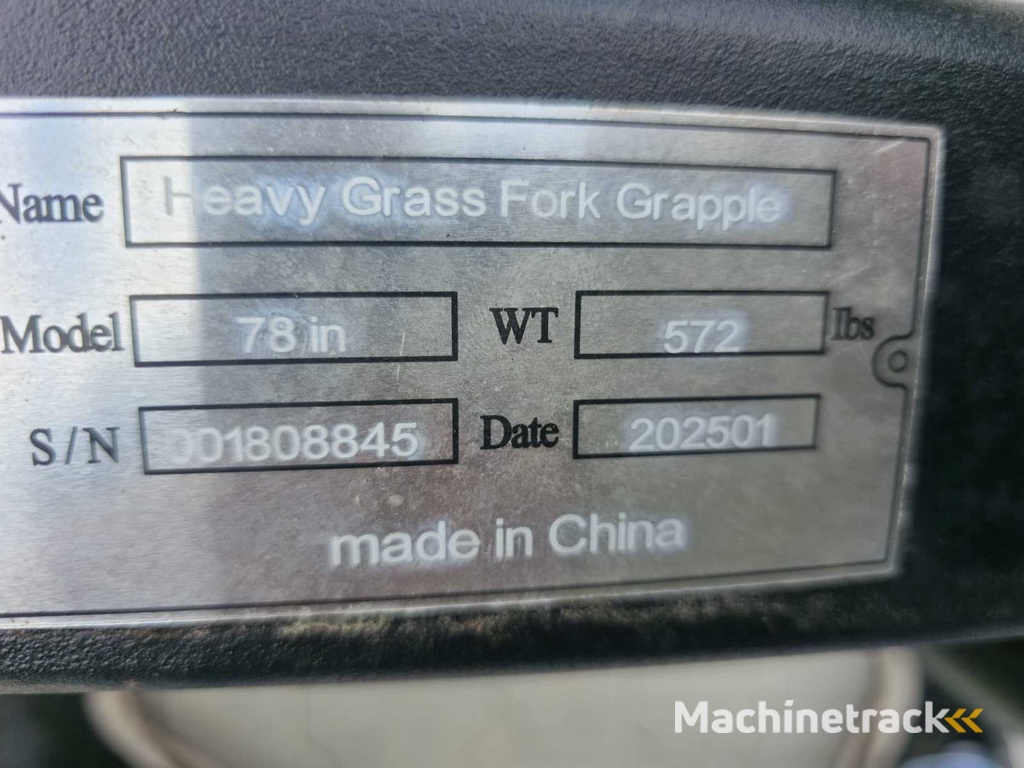 Name Heavy Grass Fork Grapple
Model 78 in WT 572 lbs
S/N 001808845 Date 202501
made in China
Machinetrack